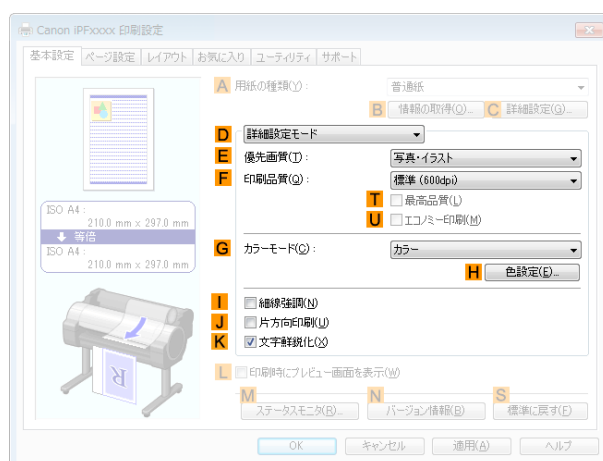 Canon iPFxxxx 印刷設定
基本設定 ページ設定 レイアウト お気に入り ユーティリティ サポート
A 用紙の種類(Y): 普通紙
B 情報の取得(O)... C 詳細設定(G)...
D 詳細設定モード
E 優先画質(T): 写真・イラスト
F 印刷品質(Q): 標準 (600dpi)
T 最高品質(L)
U エコノミー印刷(M)
ISO A4 :
210.0 mm × 297.0 mm
等倍
ISO A4 :
210.0 mm × 297.0 mm
G カラーモード(C): カラー
H 色設定(E)...
I 細線強調(N)
J 片方向印刷(U)
K 文字鮮鋭化(X)
L 印刷時にプレビュー画面を表示(W)
M ステータスモニタ(R)... N バージョン情報(B) S 標準に戻す(F)
OK キャンセル 適用(A) ヘルプ
R